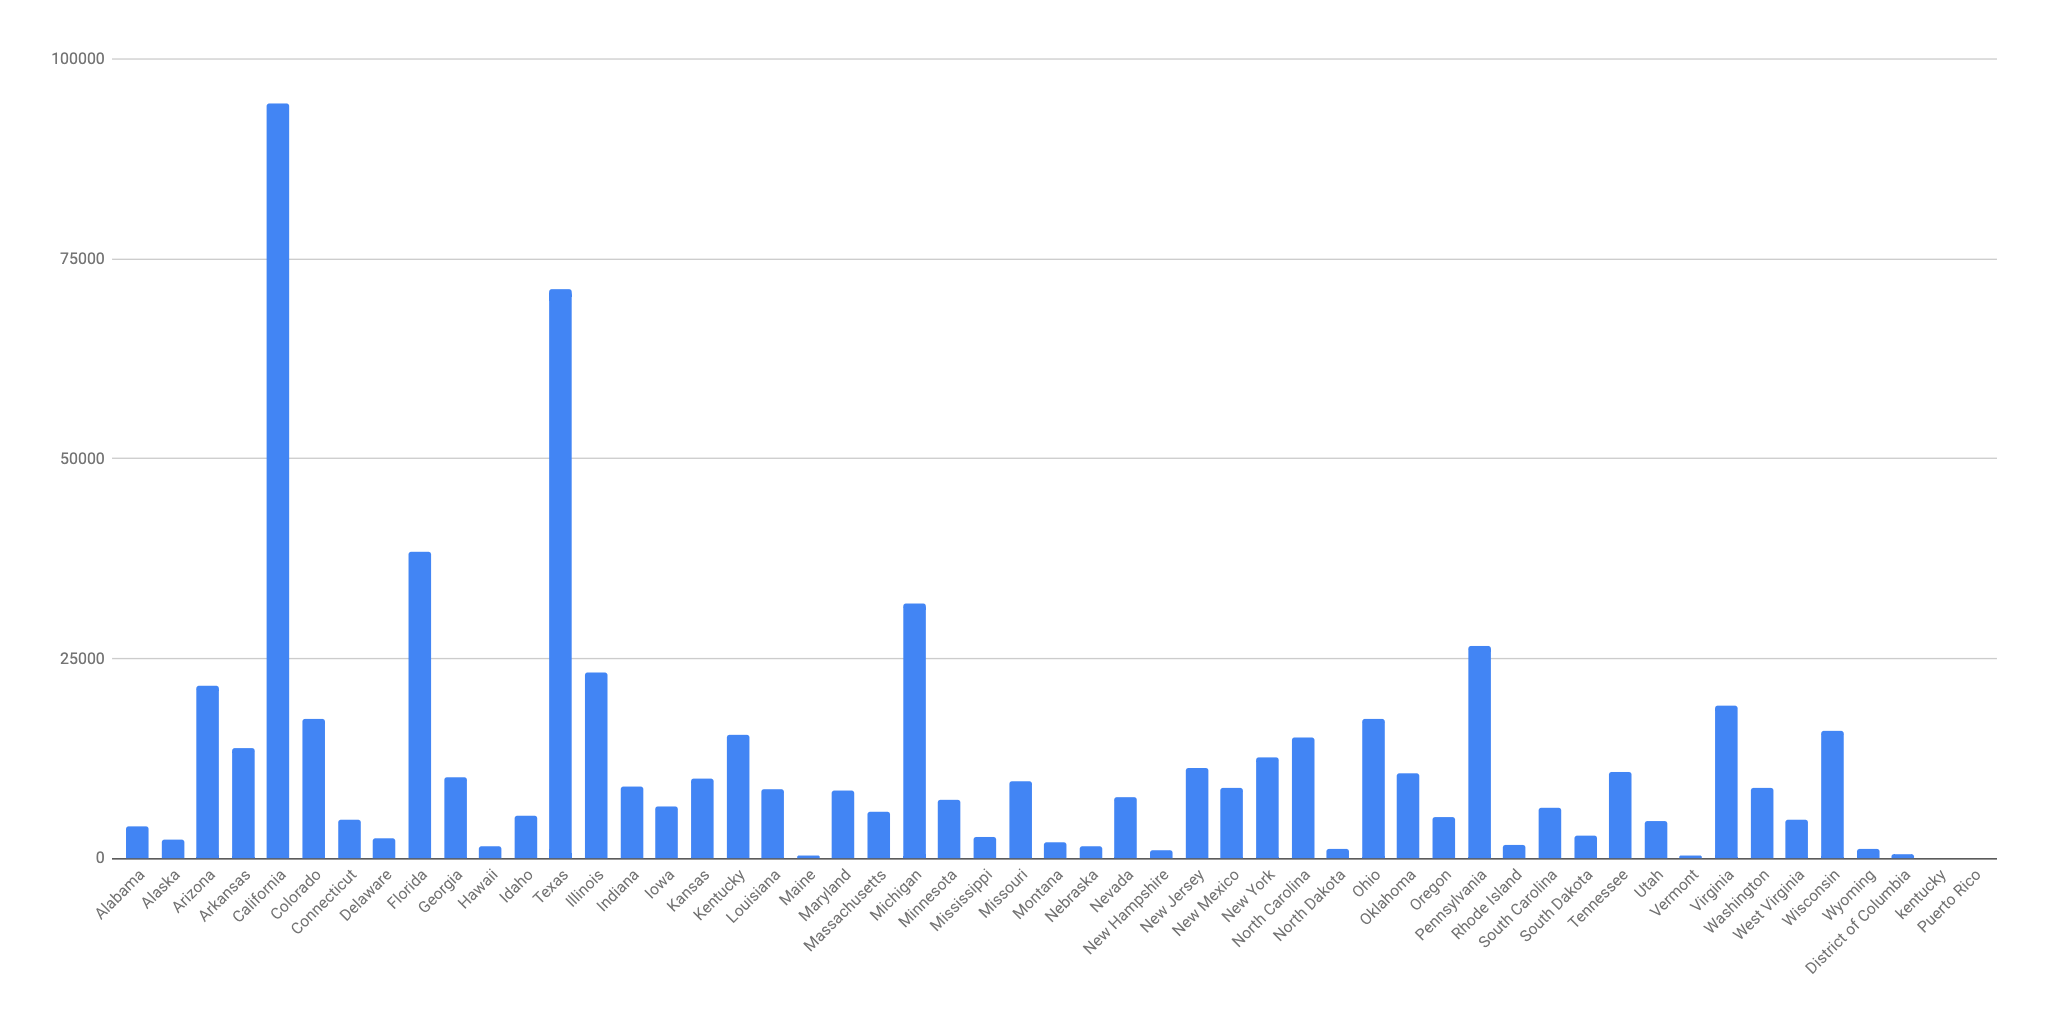 100000
75000
50000
25000
0
Alabama
Alaska
Arizona
Arkansas
California
Colorado
Connecticut
Delaware
Florida
Georgia
Hawaii
Idaho
Texas
Illinois
Indiana
Iowa
Kansas
Kentucky
Louisiana
Maine
Maryland
Massachusetts
Michigan
Minnesota
Mississippi
Missouri
Montana
Nebraska
Nevada
New Hampshire
New Jersey
New Mexico
New York
North Carolina
North Dakota
Ohio
Oklahoma
Oregon
Pennsylvania
Rhode Island
South Carolina
South Dakota
Tennessee
Utah
Vermont
Virginia
Washington
West Virginia
Wisconsin
Wyoming
District of Columbia
kentucky
Puerto Rico